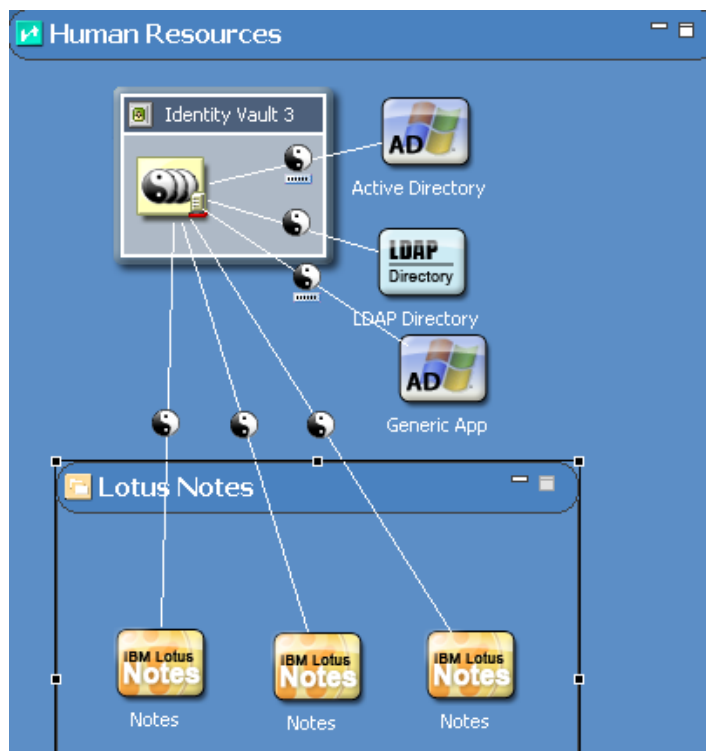 Human Resources
Identity Vault 3
AD
Active Directory
LDAP
Directory
LDAP Directory
AD
Generic App
Lotus Notes
IBM Lotus
Notes
Notes
IBM Lotus
Notes
Notes
IBM Lotus
Notes
Notes